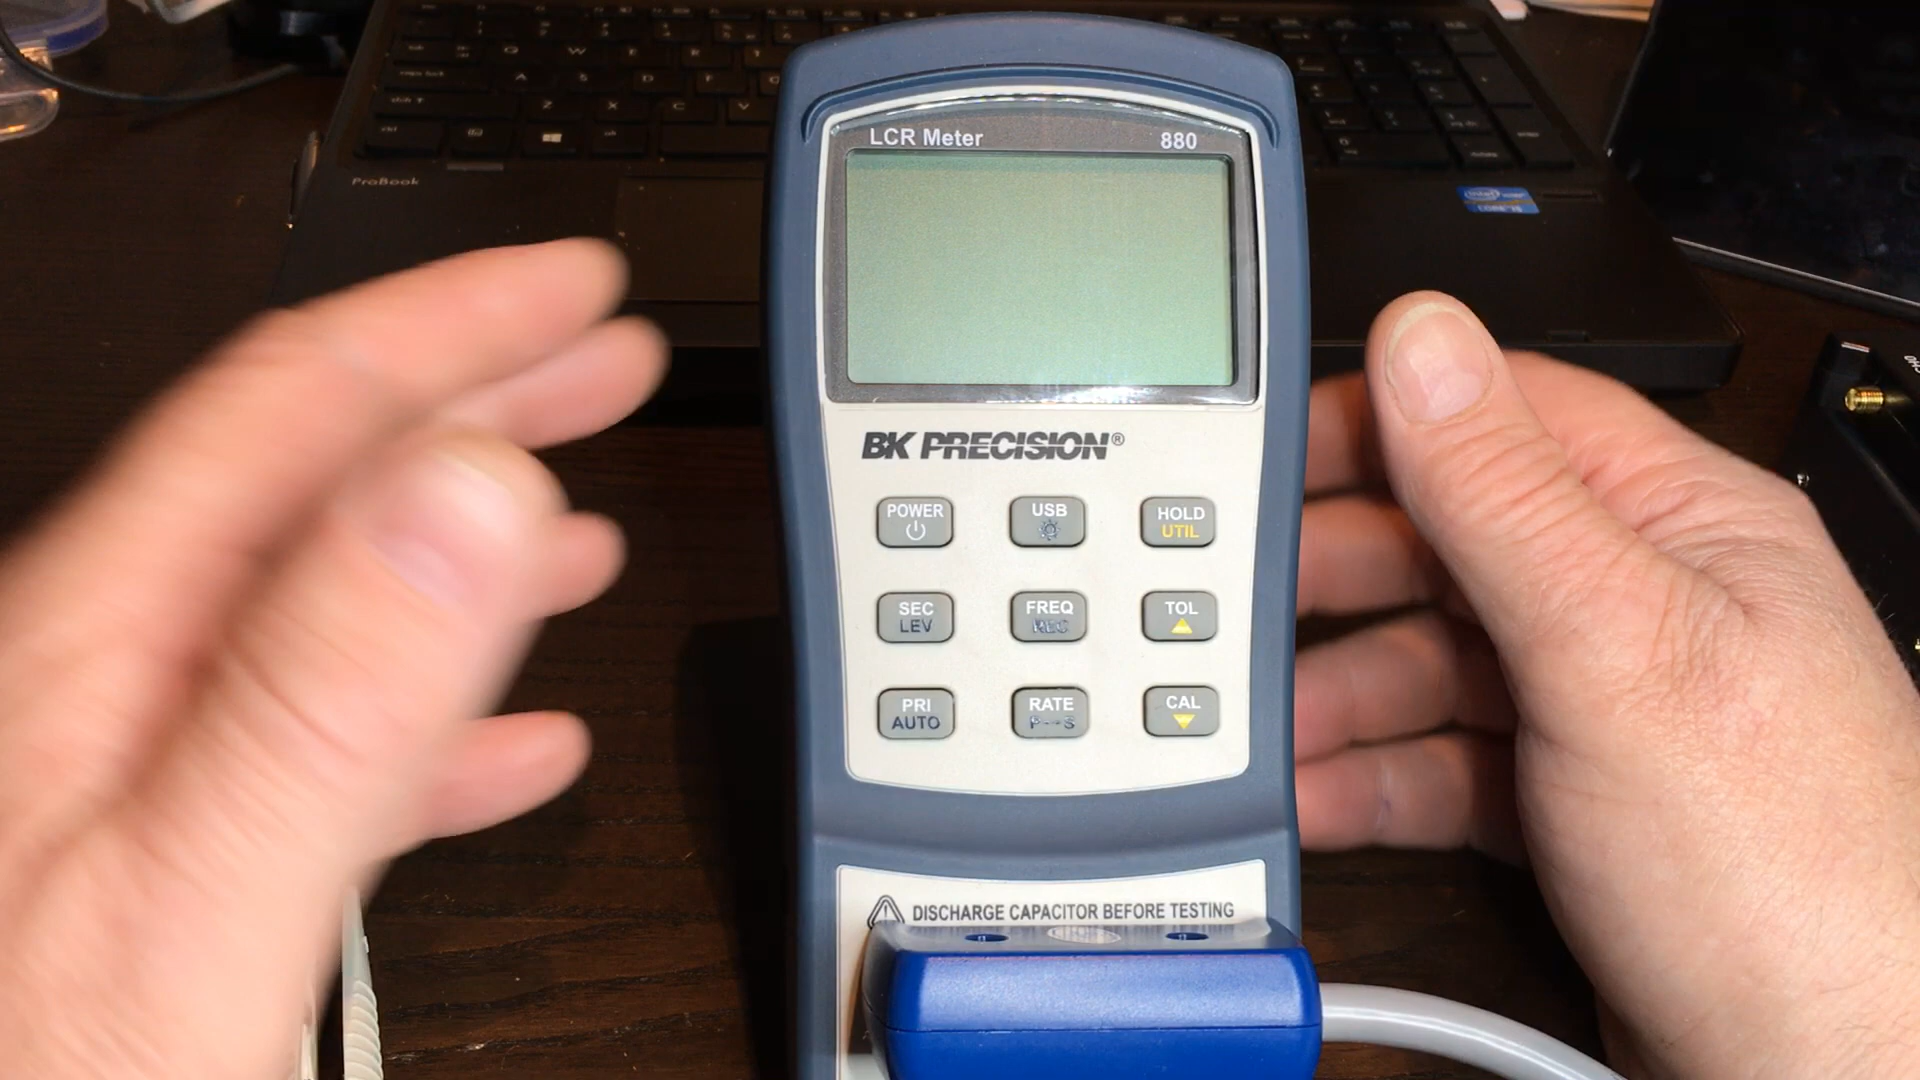 ProBook
LCR Meter 880
BK PRECISION®
POWER
USB
HOLD
UTIL
SEC
LEV
FREQ
REC
TOL
PRI
AUTO
RATE
P↔S
CAL
DISCHARGE CAPACITOR BEFORE TESTING